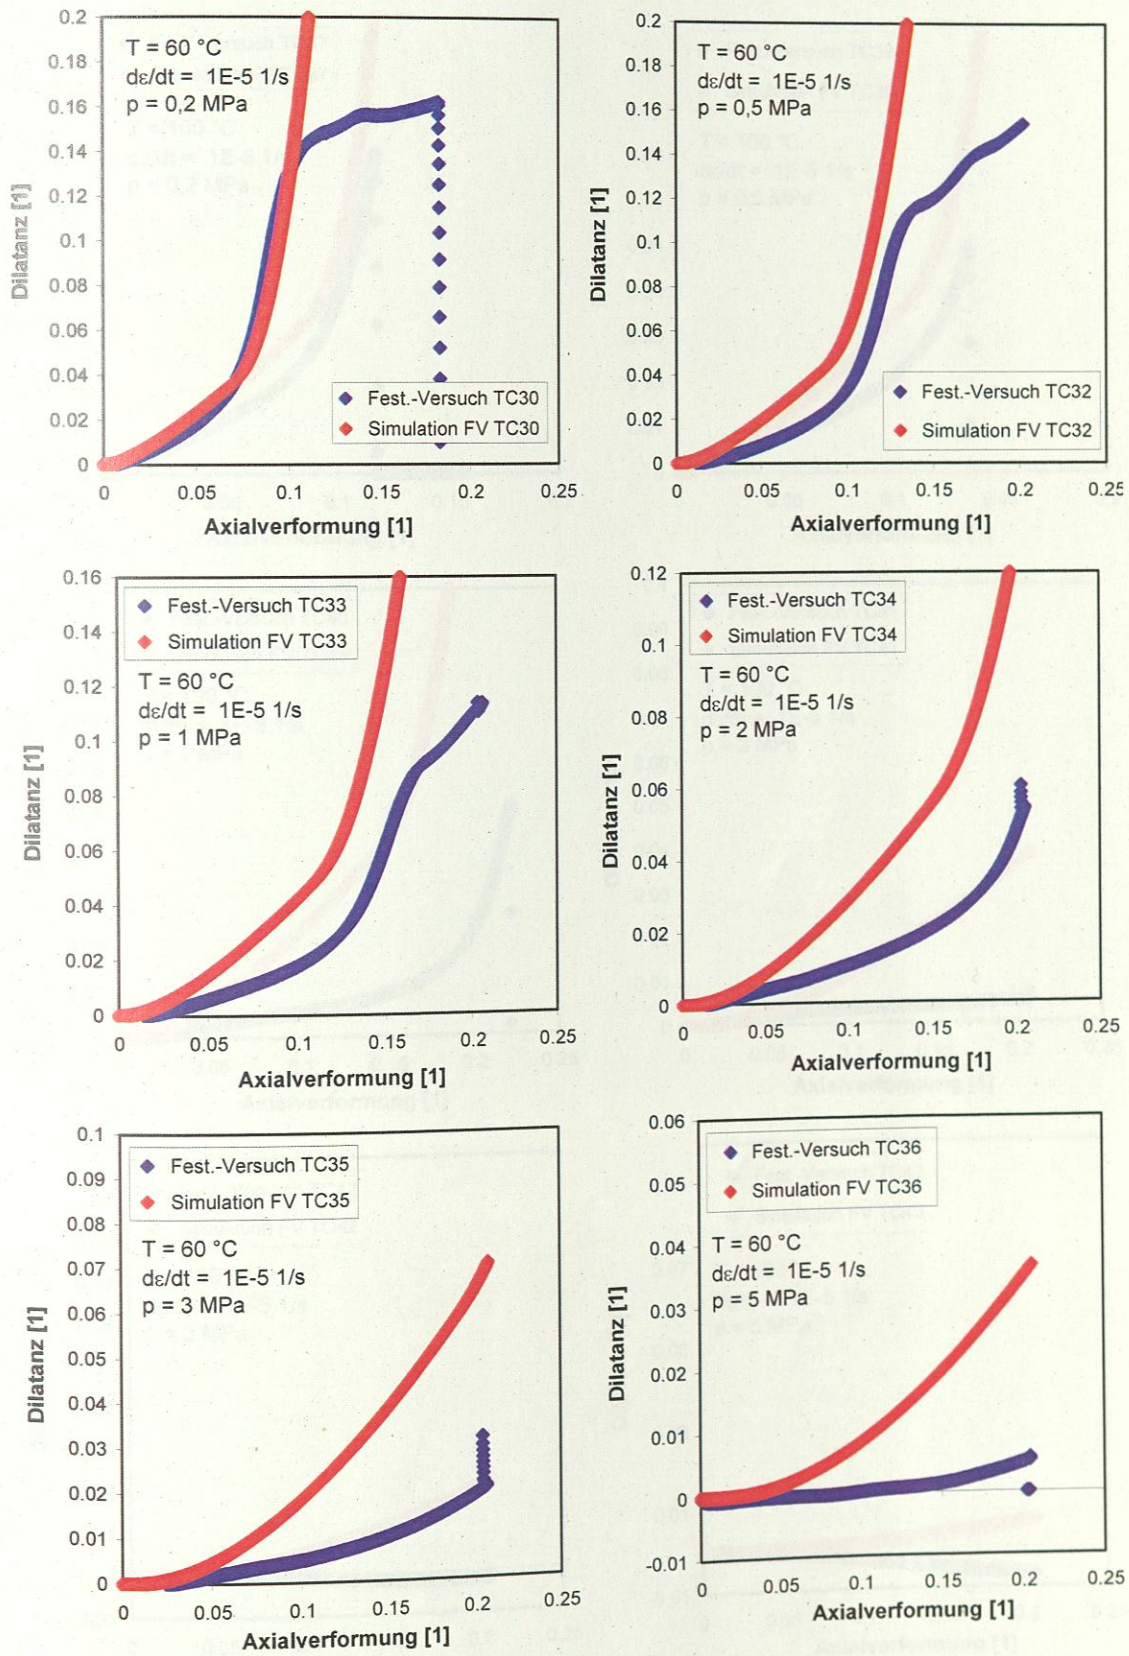 T = 60 °C
dε/dt = 1E-5 1/s
p = 0,2 MPa
0.2
0.18
0.16
0.14
0.12
0.1
0.08
0.06
0.04
0.02
0
Dilatanz [1]
Fest.-Versuch TC30
Simulation FV TC30
0 0.05 0.1 0.15 0.2 0.25
Axialverformung [1]
T = 60 °C
dε/dt = 1E-5 1/s
p = 0,5 MPa
0.2
0.18
0.16
0.14
0.12
0.1
0.08
0.06
0.04
0.02
0
Dilatanz [1]
Fest.-Versuch TC32
Simulation FV TC32
0 0.05 0.1 0.15 0.2 0.25
Axialverformung [1]
0.16
0.14
0.12
0.1
0.08
0.06
0.04
0.02
0
Dilatanz [1]
Fest.-Versuch TC33
Simulation FV TC33
T = 60 °C
dε/dt = 1E-5 1/s
p = 1 MPa
0 0.05 0.1 0.15 0.2 0.25
Axialverformung [1]
0.12
0.1
0.08
0.06
0.04
0.02
0
Dilatanz [1]
Fest.-Versuch TC34
Simulation FV TC34
T = 60 °C
dε/dt = 1E-5 1/s
p = 2 MPa
0 0.05 0.1 0.15 0.2 0.25
Axialverformung [1]
0.1
0.09
0.08
0.07
0.06
0.05
0.04
0.03
0.02
0.01
0
Dilatanz [1]
Fest.-Versuch TC35
Simulation FV TC35
T = 60 °C
dε/dt = 1E-5 1/s
p = 3 MPa
0 0.05 0.1 0.15 0.2 0.25
Axialverformung [1]
0.06
0.05
0.04
0.03
0.02
0.01
0
-0.01
Dilatanz [1]
Fest.-Versuch TC36
Simulation FV TC36
T = 60 °C
dε/dt = 1E-5 1/s
p = 5 MPa
0 0.05 0.1 0.15 0.2 0.25
Axialverformung [1]